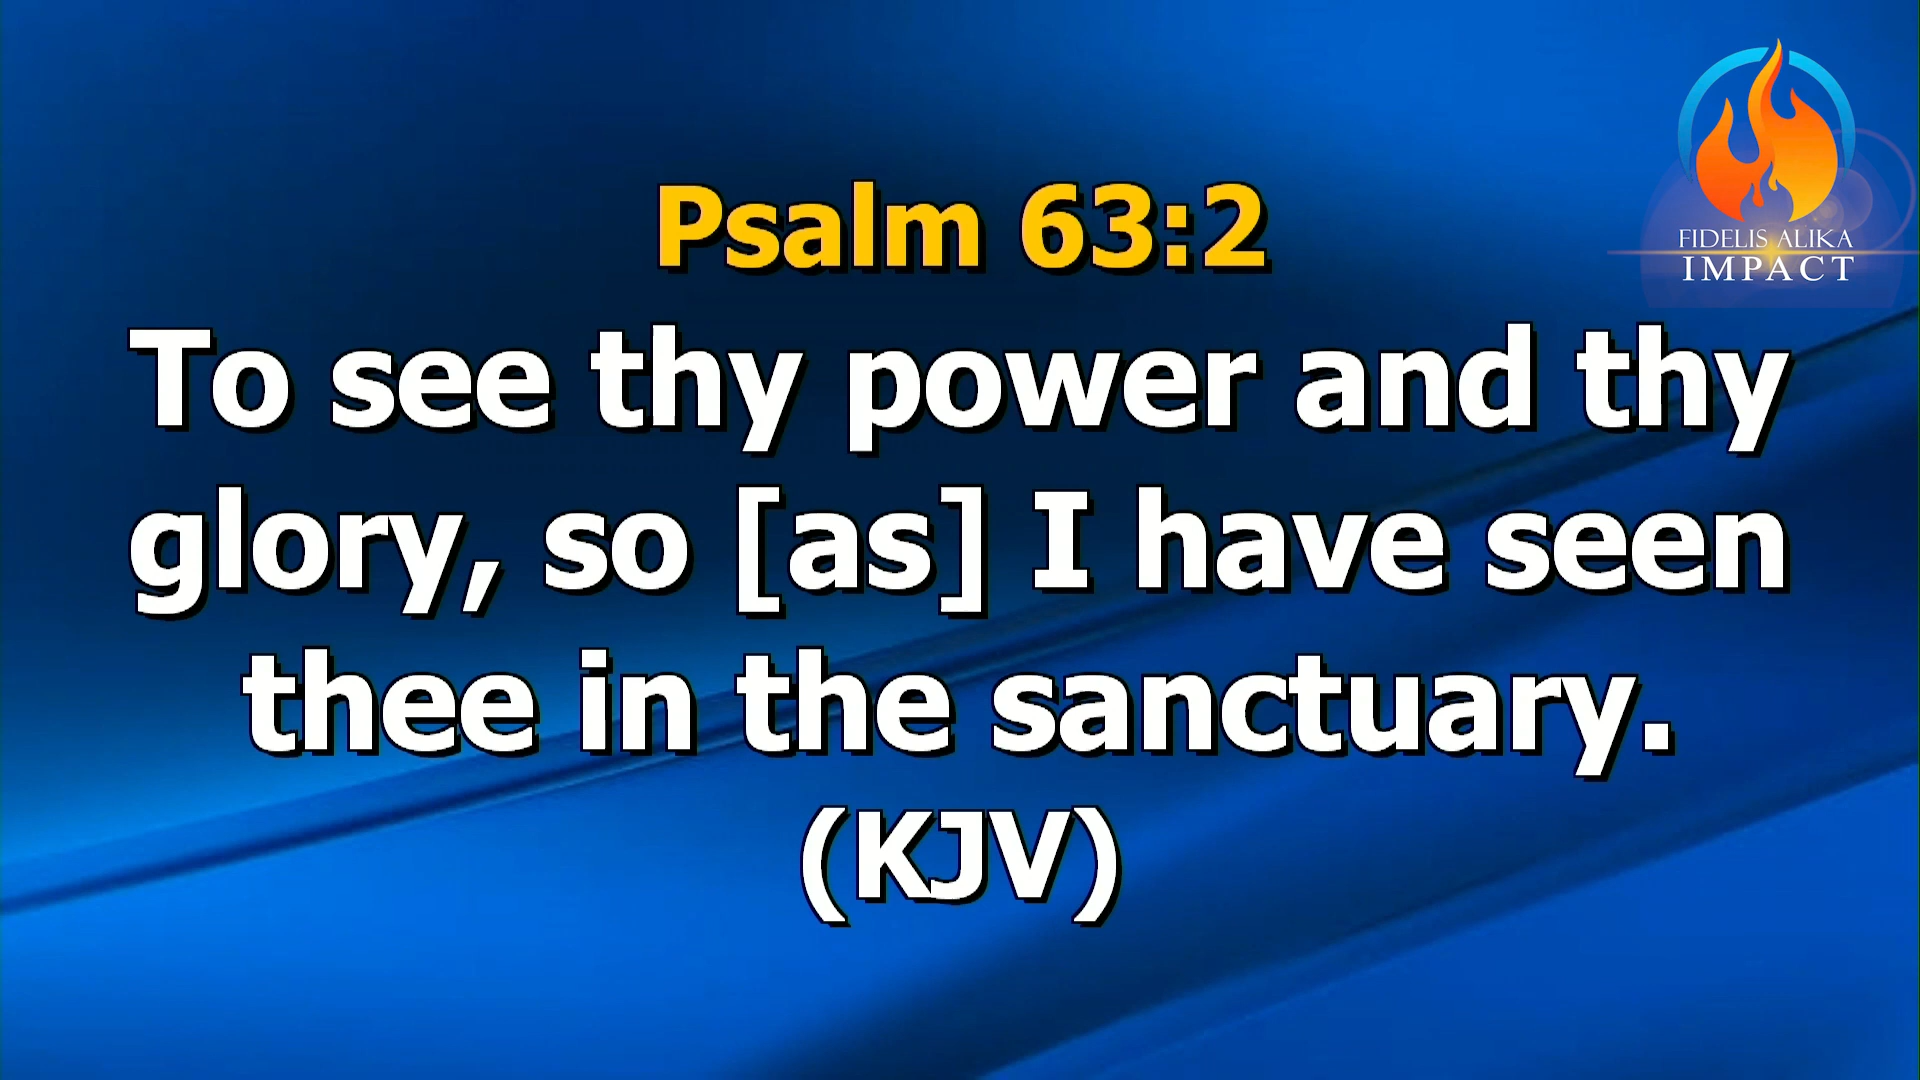 Psalm 63:2
To see thy power and thy
glory, so [as] I have seen
thee in the sanctuary.
(KJV)
FIDELIS ALIKA
IMPACT